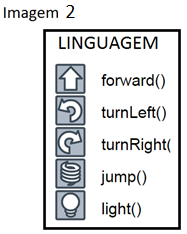 Imagem 2
LINGUAGEM
forward()
turnLeft()
turnRight(
jump()
light()